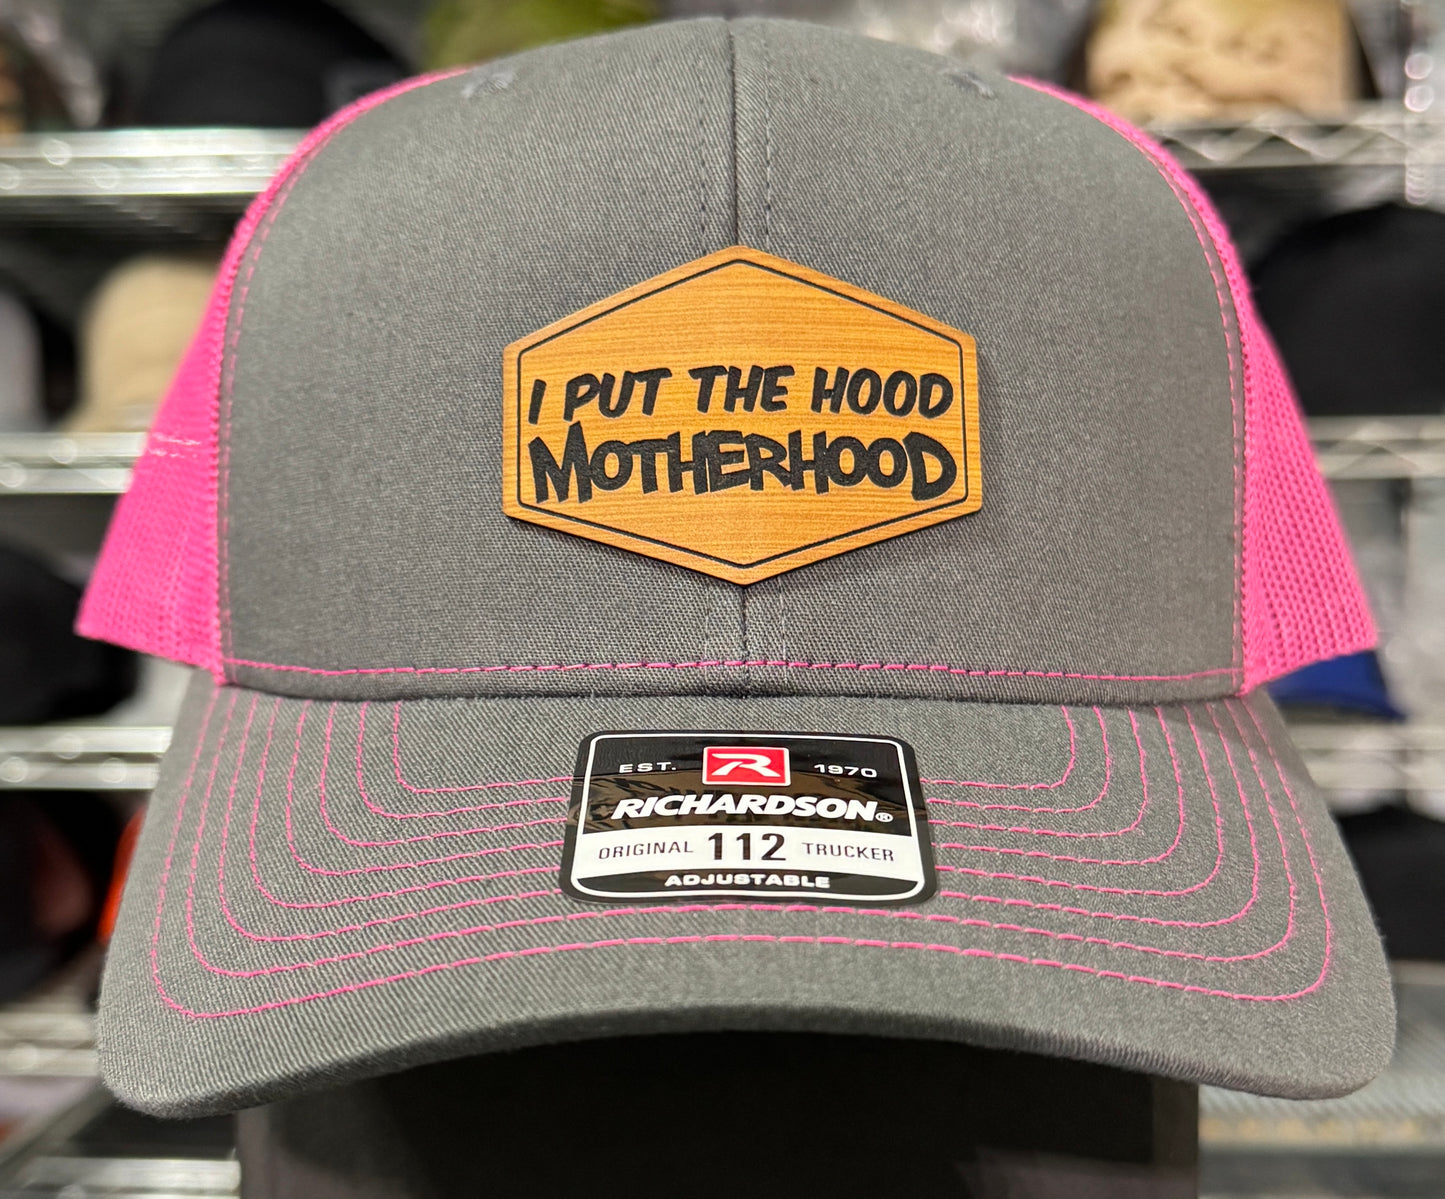 I PUT THE HOOD
MOTHERHOOD
EST. R 1970
RICHARDSON®
ORIGINAL 112 TRUCKER
ADJUSTABLE